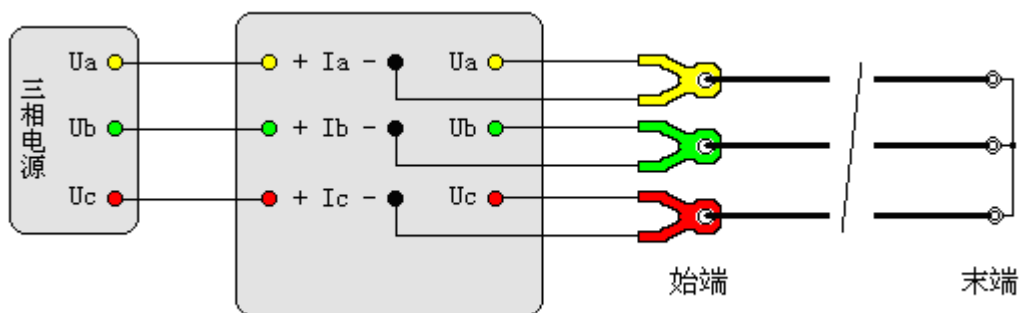 三相电源
Ua + Ia - Ua
Ub + Ib - Ub
Uc + Ic - Uc
始端 末端